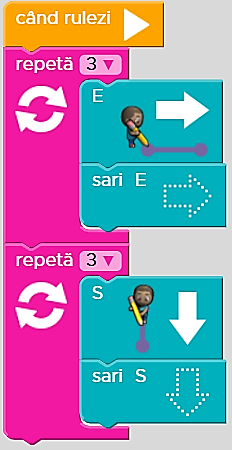 când rulezi
repetă 3
E
sari E
repetă 3
S
sari S